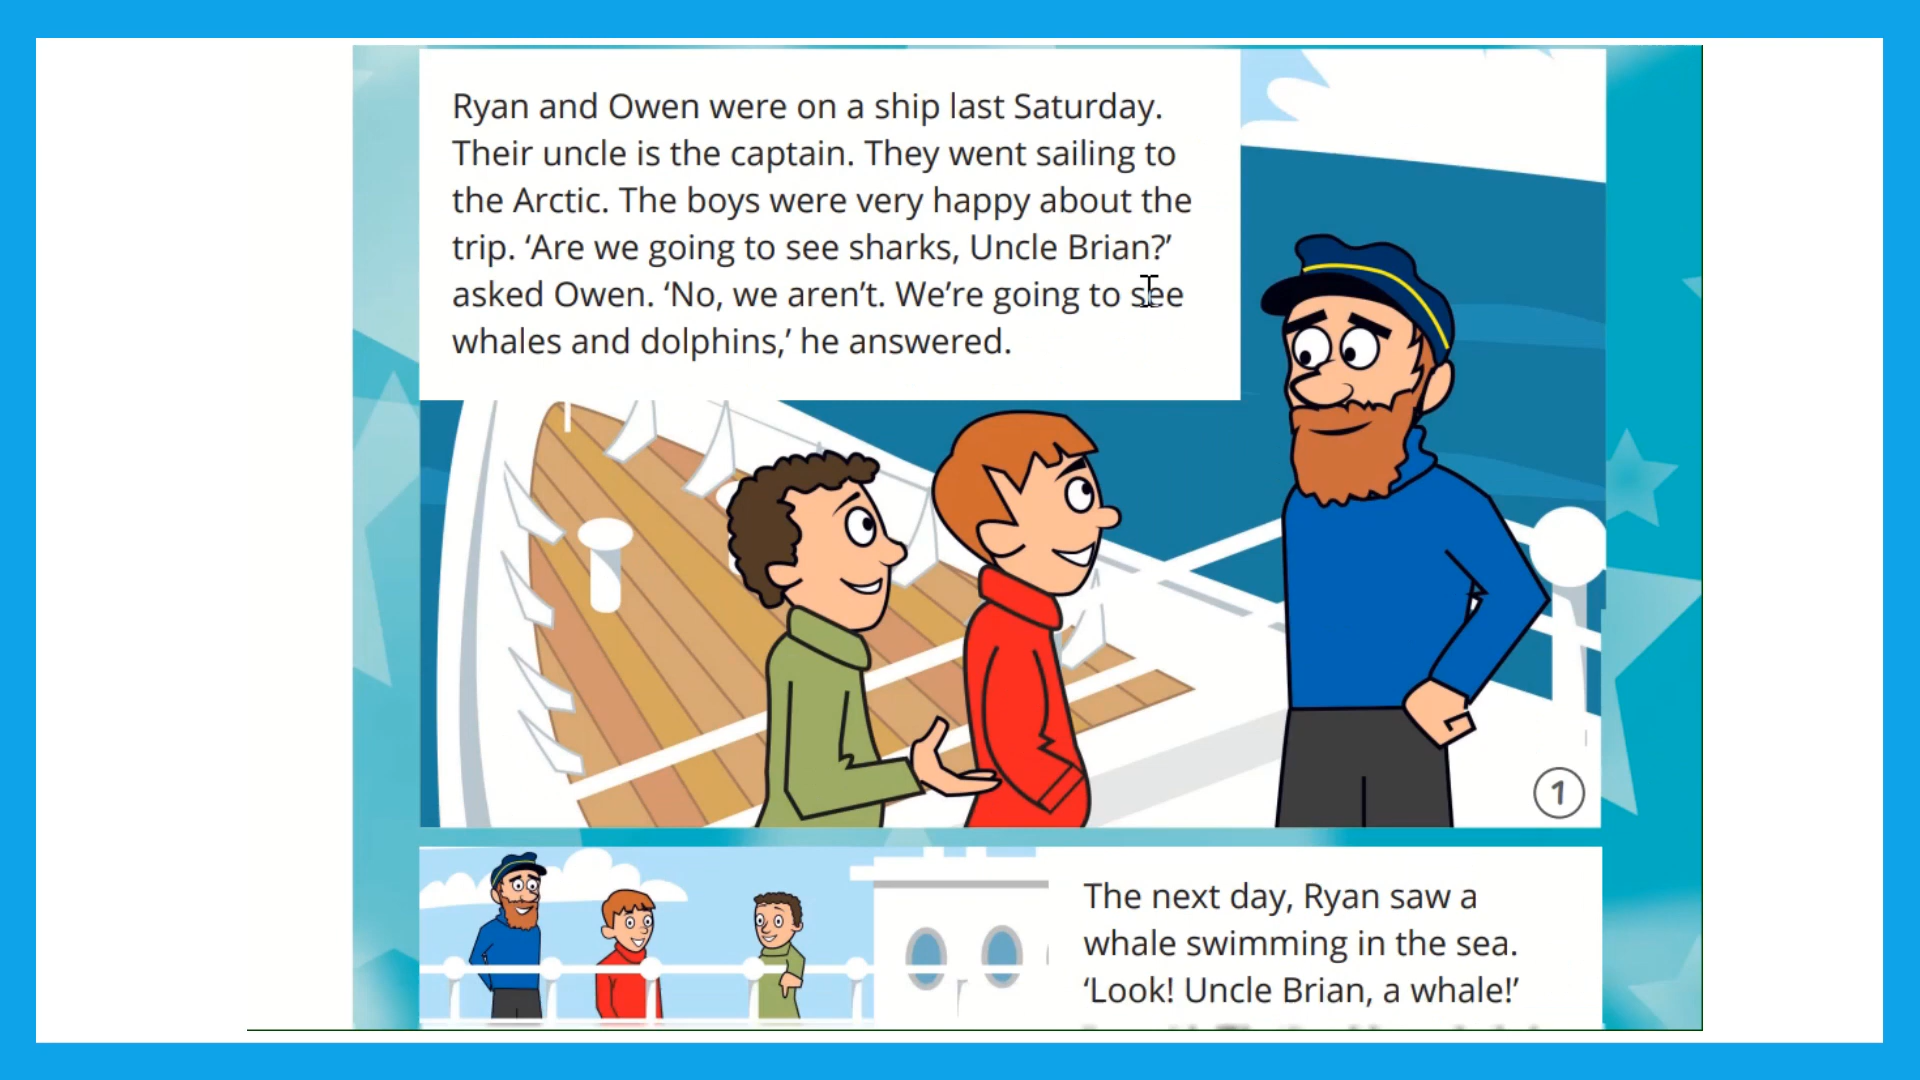 Ryan and Owen were on a ship last Saturday.
Their uncle is the captain. They went sailing to
the Arctic. The boys were very happy about the
trip. ‘Are we going to see sharks, Uncle Brian?’
asked Owen. ‘No, we aren’t. We’re going to see
whales and dolphins,’ he answered.
1
The next day, Ryan saw a
whale swimming in the sea.
‘Look! Uncle Brian, a whale!’